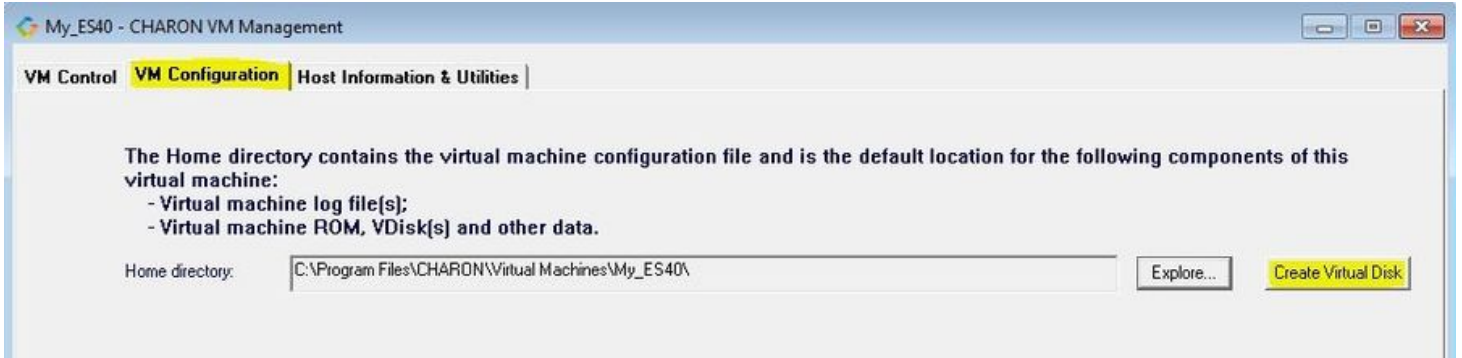 My_ES40 - CHARON VM Management
VM Control VM Configuration Host Information & Utilities
The Home directory contains the virtual machine configuration file and is the default location for the following components of this
virtual machine:
- Virtual machine log file(s);
- Virtual machine ROM, VDisk(s) and other data.
Home directory: C:\Program Files\CHARON\Virtual Machines\My_ES40\ Explore... Create Virtual Disk